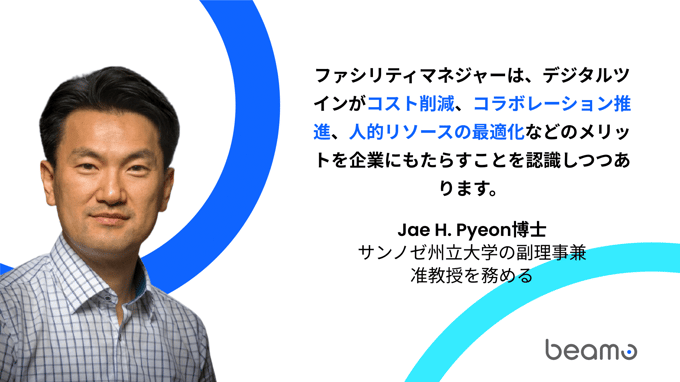 ファシリティマネジャーは、デジタルツ
インがコスト削減、コラボレーション推
進、人的リソースの最適化などのメリッ
トを企業にもたらすことを認識しつつあ
ります。
Jae H. Pyeon博士
サンノゼ州立大学の副理事兼
准教授を務める
beamo